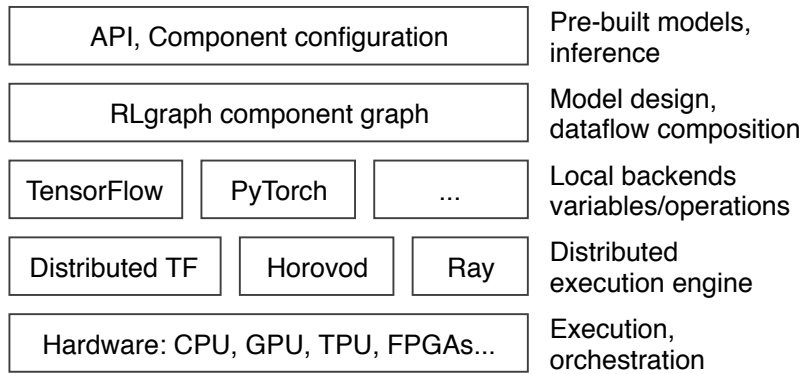 API, Component configuration
Pre-built models,
inference
RLgraph component graph
Model design,
dataflow composition
TensorFlow
PyTorch
...
Local backends
variables/operations
Distributed TF
Horovod
Ray
Distributed
execution engine
Hardware: CPU, GPU, TPU, FPGAs...
Execution,
orchestration